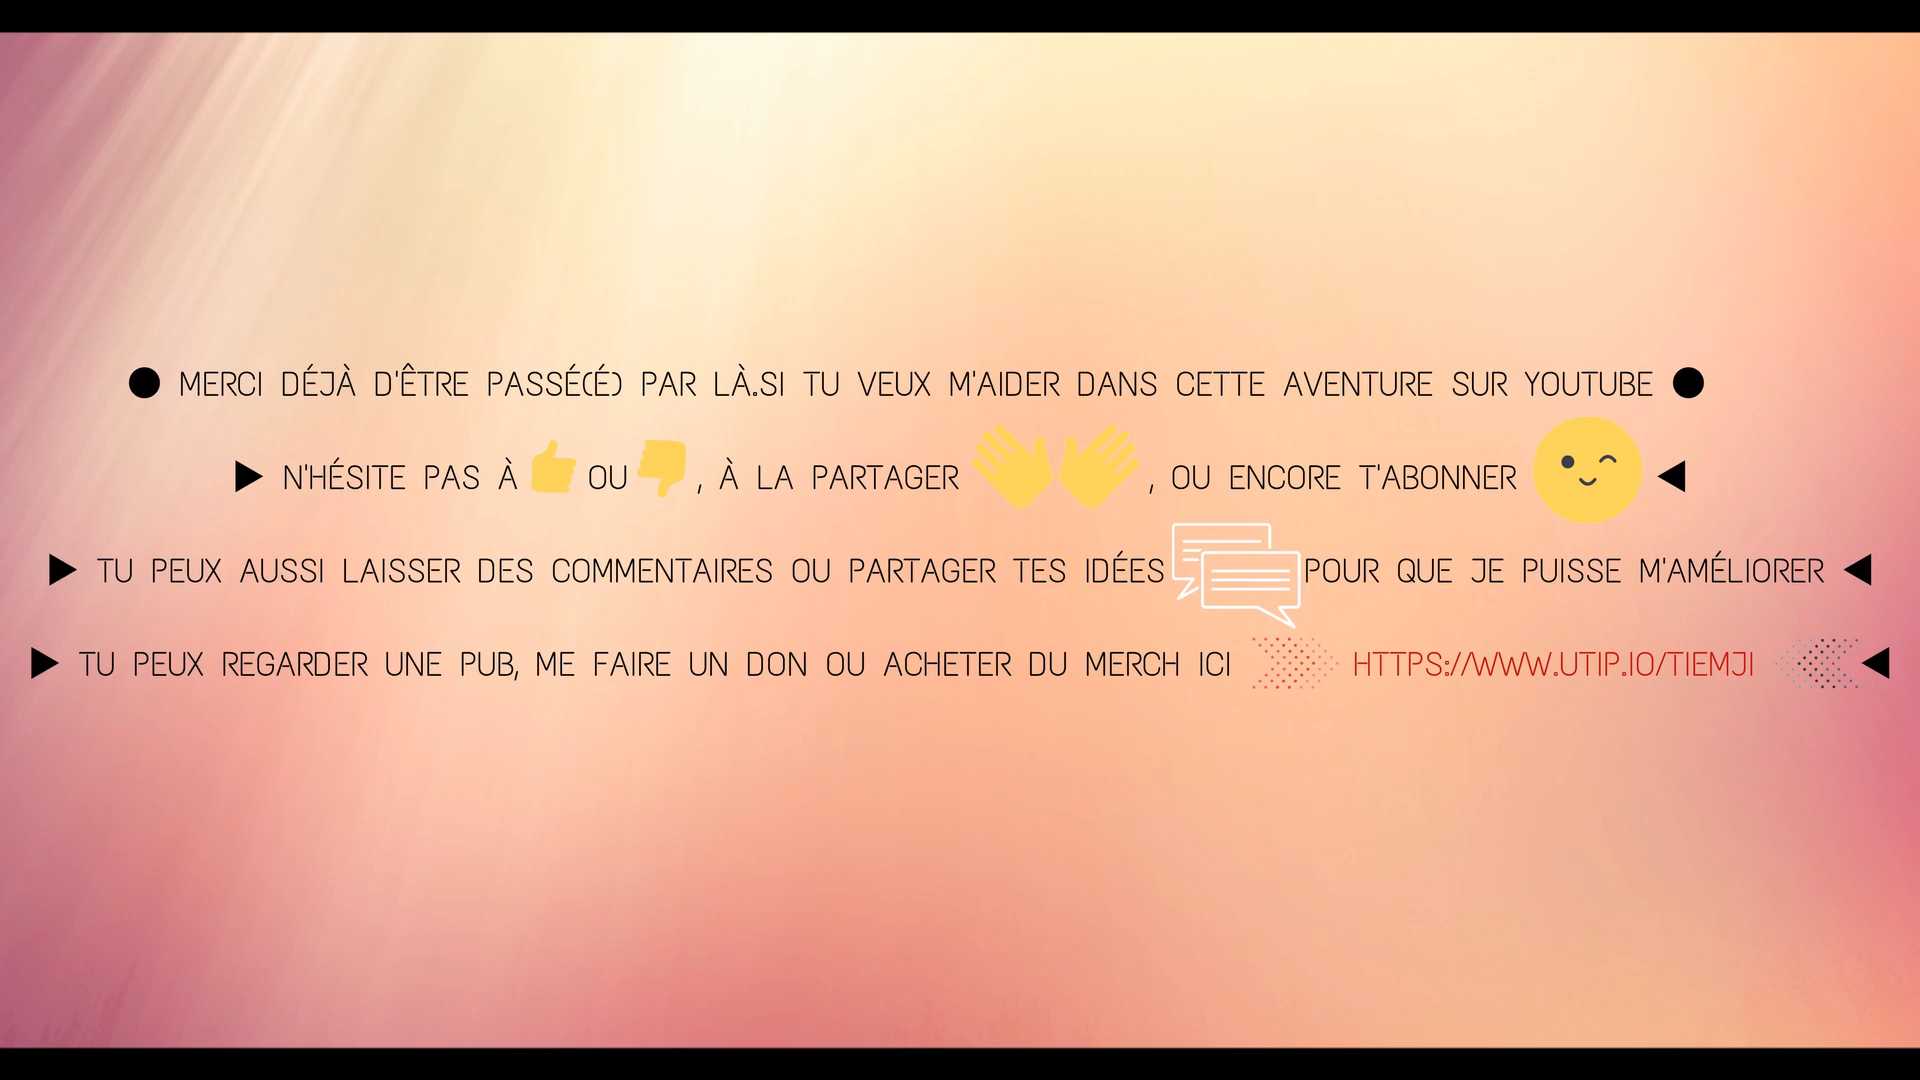 ● MERCI DÉJÀ D'ÊTRE PASSÉ(É) PAR LÀ.SI TU VEUX M'AIDER DANS CETTE AVENTURE SUR YOUTUBE ●
► N'HÉSITE PAS À 👍 OU 👎 , À LA PARTAGER 👐 , OU ENCORE T'ABONNER 😉 ◄
► TU PEUX AUSSI LAISSER DES COMMENTAIRES OU PARTAGER TES IDÉES POUR QUE JE PUISSE M'AMÉLIORER ◄
► TU PEUX REGARDER UNE PUB, ME FAIRE UN DON OU ACHETER DU MERCH ICI HTTPS://WWW.UTIP.IO/TIEMJI ◄